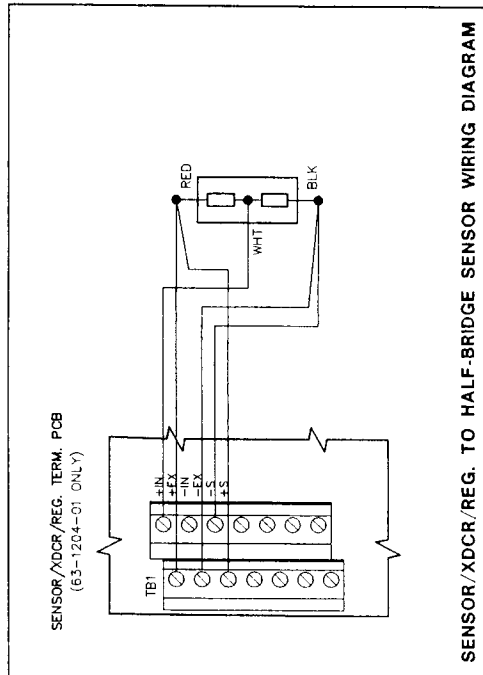 SENSOR/XDCR/REG. TERM. PCB
(63-1204-01 ONLY)
TB1
+IN
+EX
-IN
-EX
-S
+S
RED
WHT
BLK
SENSOR/XDCR/REG. TO HALF-BRIDGE SENSOR WIRING DIAGRAM